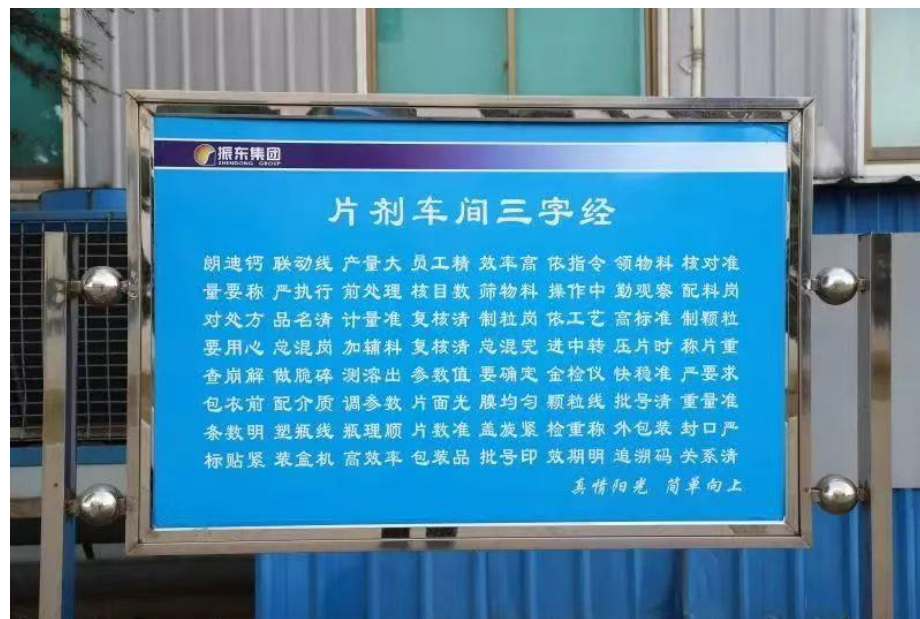 振东集团
ZHENDONG GROUP
片剂车间三字经
朗迪钙 联动线 产量大 员工精 效率高 依指令 领物料 核对准
量要称 严执行 前处理 核目数 筛物料 操作中 勤观察 配料岗
对处方 品名清 计量准 复核清 制粒岗 依工艺 高标准 制颗粒
要用心 总混岗 加辅料 复核清 总混完 进中转 压片时 称片重
查崩解 做脆碎 测溶出 参数值 要确定 金检仪 快稳准 严要求
包衣前 配介质 调参数 片面光 膜均匀 颗粒线 批号清 重量准
条数明 塑瓶线 瓶理顺 片数准 盖旋紧 检重称 外包装 封口严
标贴紧 装盒机 高效率 包装品 批号印 效期明 追溯码 关系清
真情阳光 简单向上